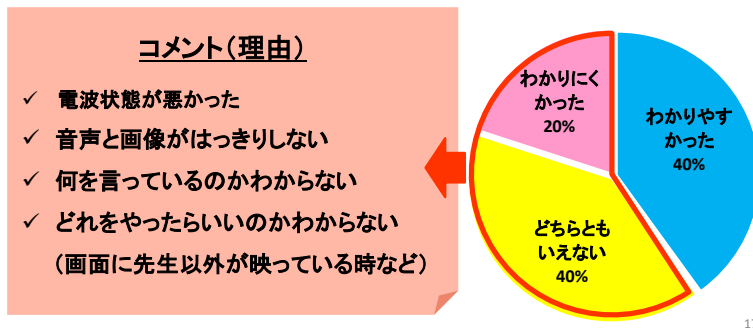 コメント（理由）
✓ 電波状態が悪かった
✓ 音声と画像がはっきりしない
✓ 何を言っているのかわからない
✓ どれをやったらいいのかわからない
（画面に先生以外が映っている時など）
わかりにく
かった
20%
わかりやす
かった
40%
どちらとも
いえない
40%